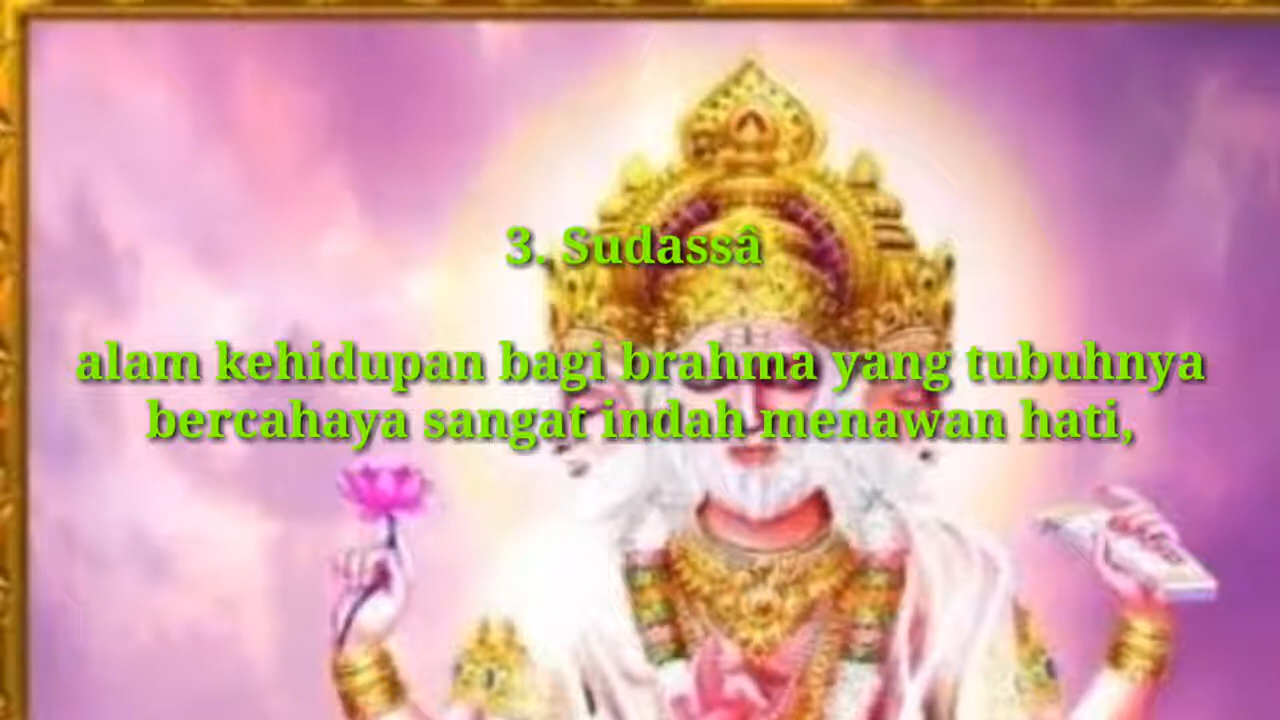 3. Sudassâ
alam kehidupan bagi brahma yang tubuhnya
bercahaya sangat indah menawan hati,